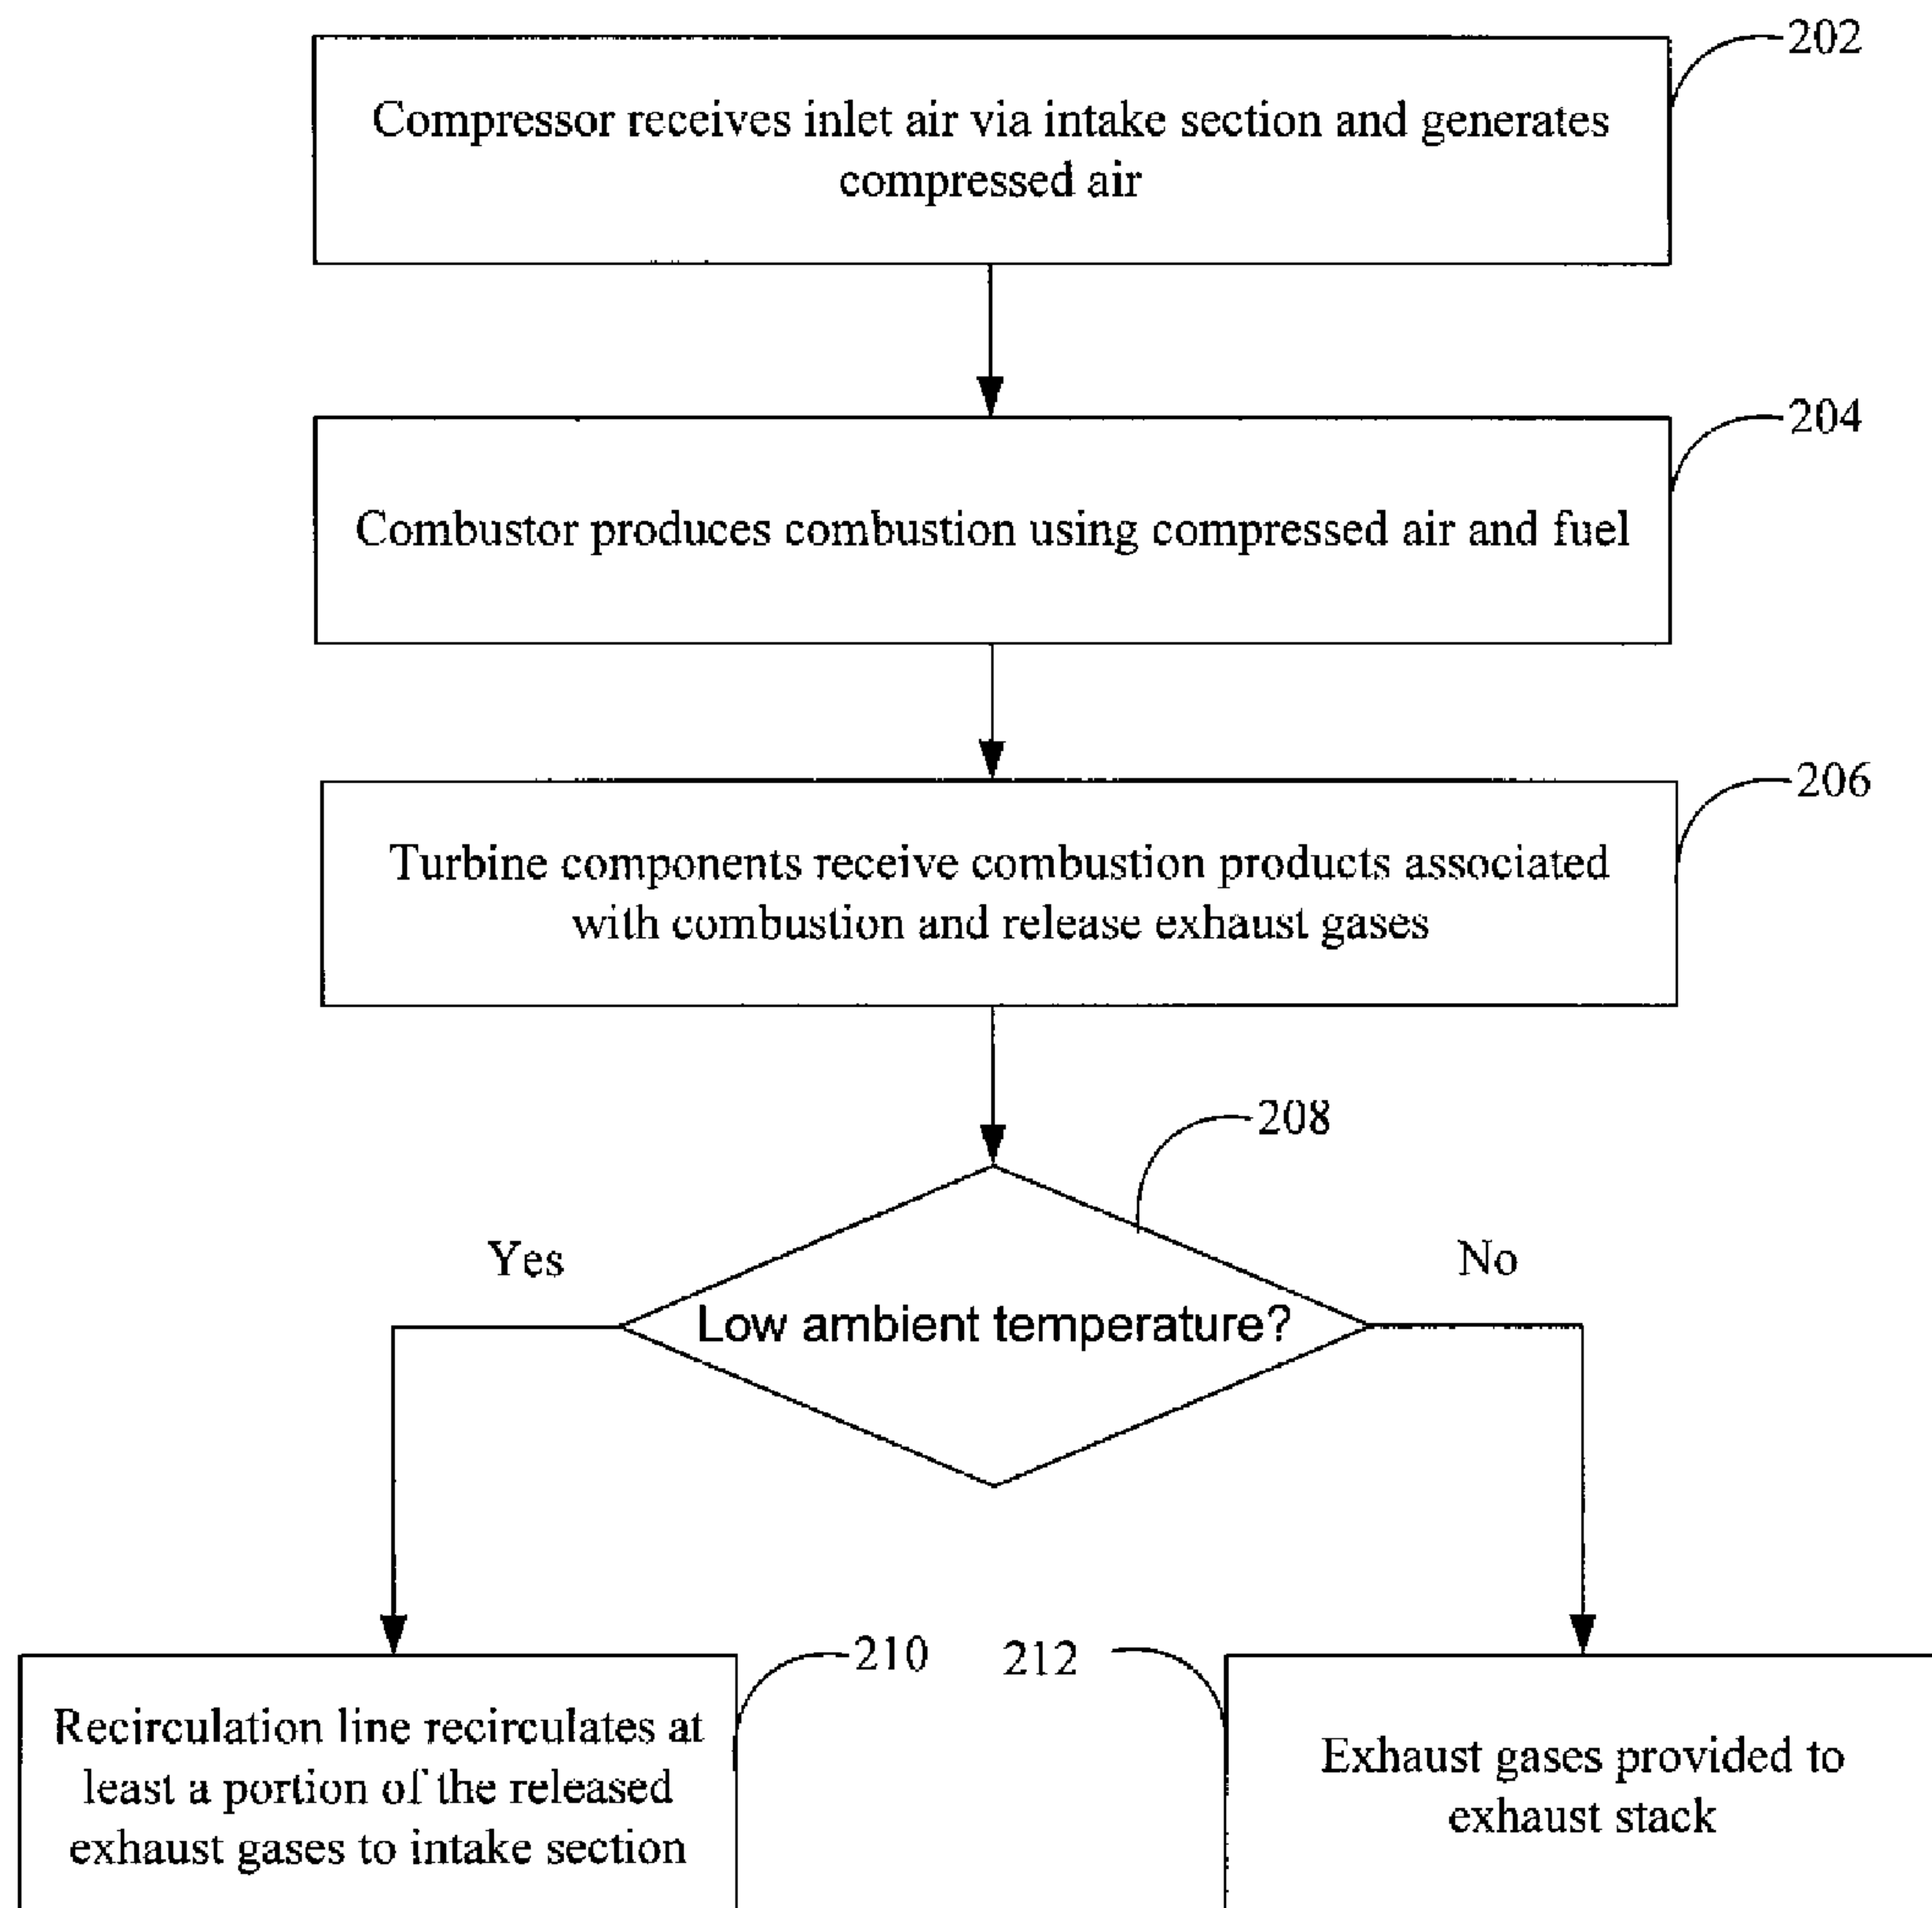 202
Compressor receives inlet air via intake section and generates
compressed air
204
Combustor produces combustion using compressed air and fuel
206
Turbine components receive combustion products associated
with combustion and release exhaust gases
208
Yes
No
Low ambient temperature?
210
212
Recirculation line recirculates at
least a portion of the released
exhaust gases to intake section
Exhaust gases provided to
exhaust stack